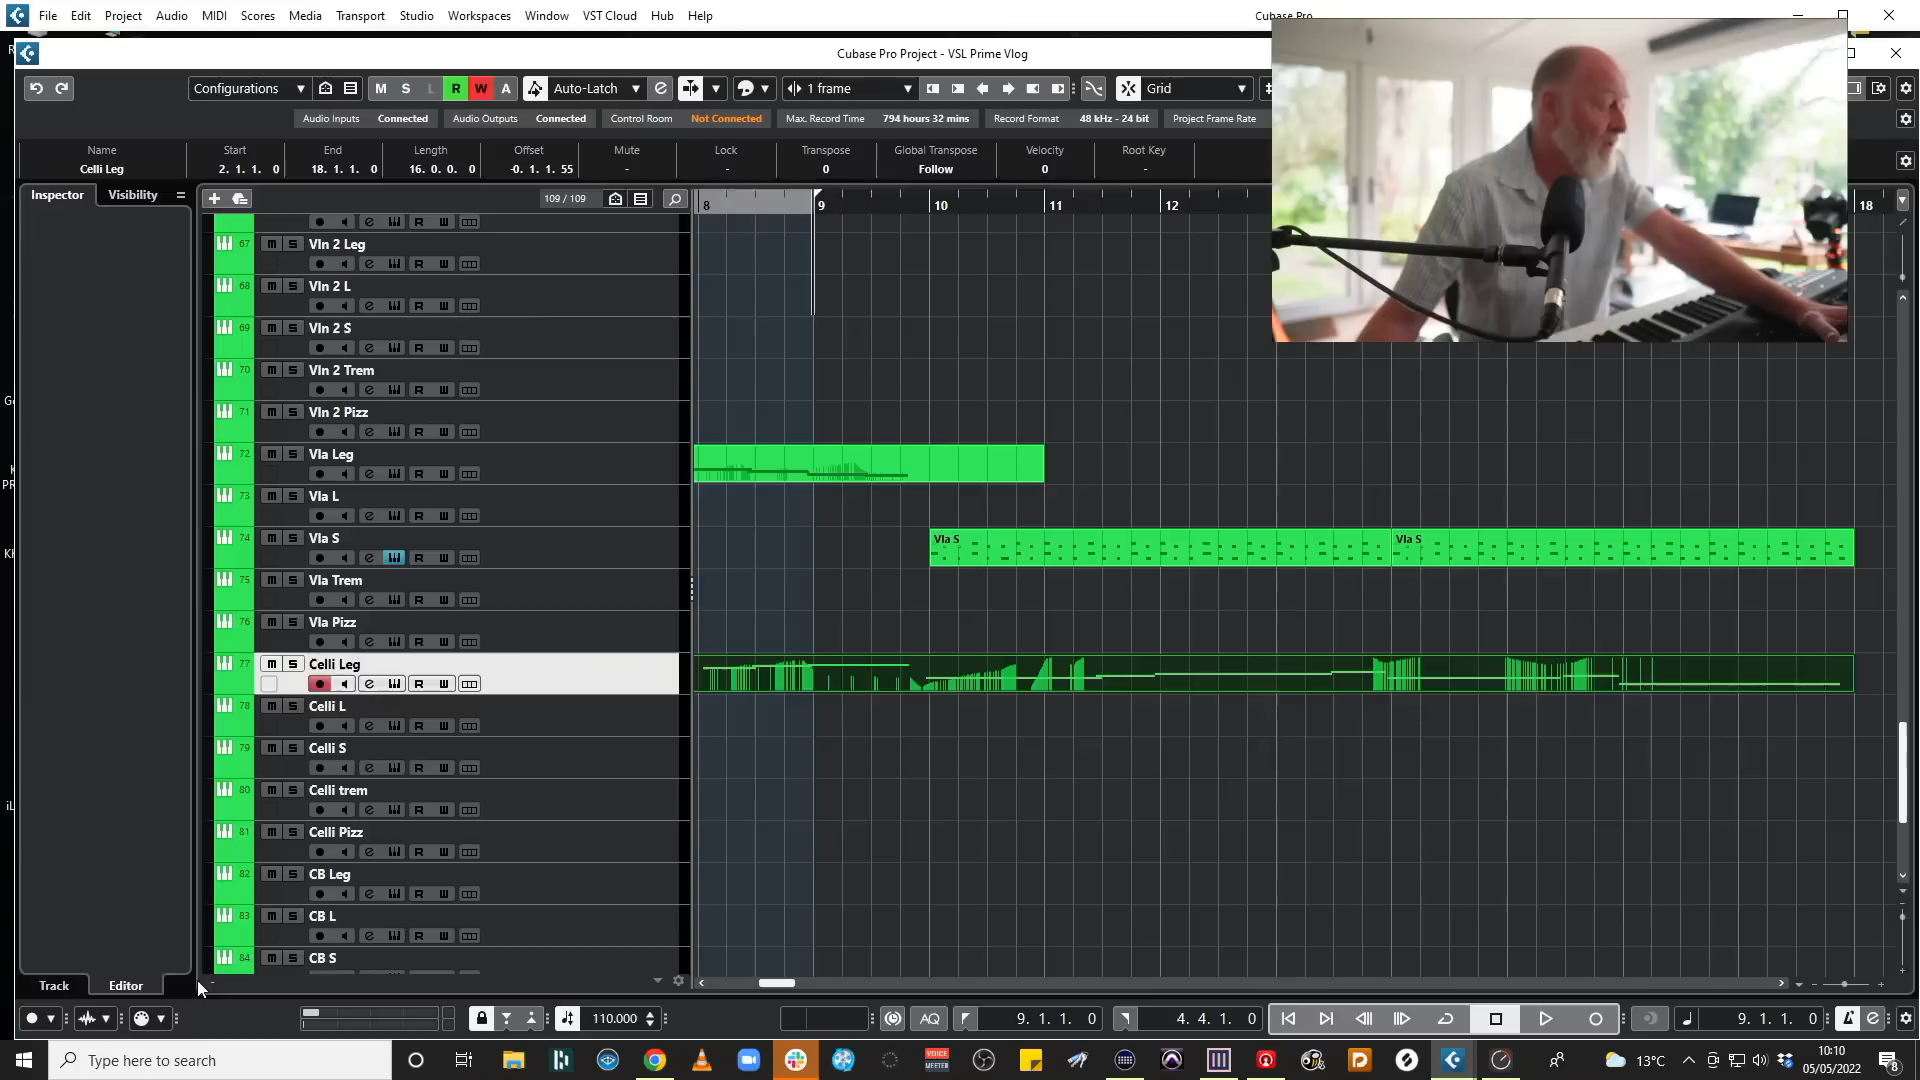 File Edit Project Audio MIDI Scores Media Transport Studio Workspaces Window VST Cloud Hub Help
Cubase Pro
Cubase Pro Project - VSL Prime Vlog
Configurations M S L R W A Auto-Latch 1 frame Grid
Audio Inputs Connected Audio Outputs Connected Control Room Not Connected Max. Record Time 794 hours 32 mins Record Format 48 kHz - 24 bit Project Frame Rate
Name Start End Length Offset Mute Lock Transpose Global Transpose Velocity Root Key
Celli Leg 2. 1. 1. 0 18. 1. 1. 0 16. 0. 0. 0 -0. 1. 1. 55 - - 0 Follow 0 -
Inspector Visibility 109 / 109
8 9 10 11 12 18
67 m S Vln 2 Leg
R W
68 m S Vln 2 L
R W
69 m S Vln 2 S
R W
70 m S Vln 2 Trem
R W
71 m S Vln 2 Pizz
R W
72 m S Vla Leg
R W
73 m S Vla L
R W
74 m S Vla S
R W
Vla S Vla S
75 m S Vla Trem
R W
76 m S Vla Pizz
R W
77 m S Celli Leg
R W
78 m S Celli L
R W
79 m S Celli S
R W
80 m S Celli trem
R W
81 m S Celli Pizz
R W
82 m S CB Leg
R W
83 m S CB L
R W
84 m S CB S
Track Editor
110.000 AQ 9. 1. 1. 0 4. 4. 1. 0 9. 1. 1. 0
Type here to search
VOICE MEETER
13°C
10:10
05/05/2022
8